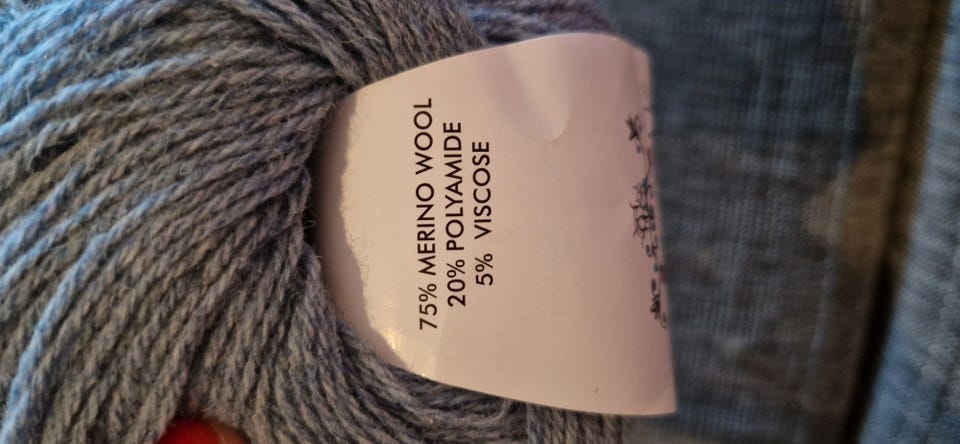 75% MERINO WOOL
20% POLYAMIDE
5% VISCOSE